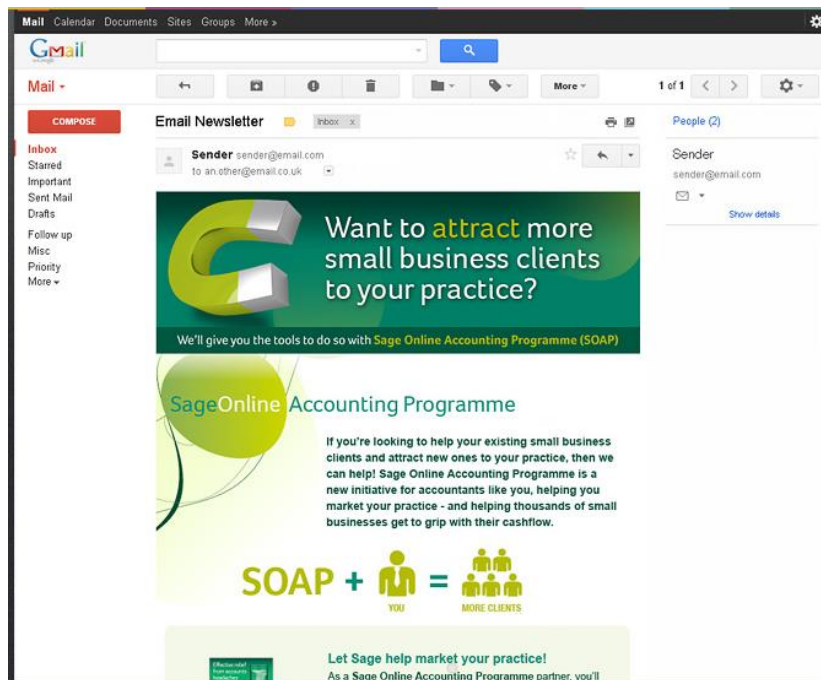 Mail Calendar Documents Sites Groups More »
Gmail
Mail
More
1 of 1
COMPOSE
Inbox
Starred
Important
Sent Mail
Drafts
Follow up
Misc
Priority
More
Email Newsletter
Inbox x
Sender sender@email.com
to an.other@email.co.uk
People (2)
Sender
sender@email.com
Show details
Want to attract more
small business clients
to your practice?
We'll give you the tools to do so with Sage Online Accounting Programme (SOAP)
SageOnline Accounting Programme
If you're looking to help your existing small business
clients and attract new ones to your practice, then we
can help! Sage Online Accounting Programme is a
new initiative for accountants like you, helping you
market your practice - and helping thousands of small
businesses get to grip with their cashflow.
SOAP + = 
YOU
MORE CLIENTS
Let Sage help market your practice!
As a Sage Online Accounting Programme partner, you'll
Effective relief
from accounts
headaches